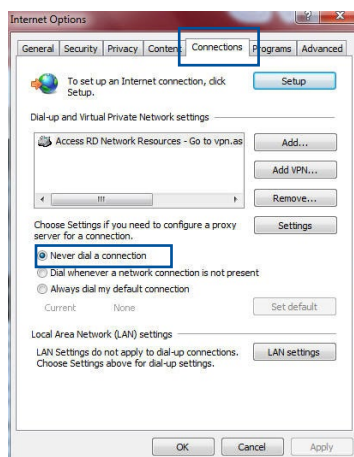 Internet Options
General Security Privacy Content Connections Programs Advanced
To set up an Internet connection, click
Setup.
Setup
Dial-up and Virtual Private Network settings
Access RD Network Resources - Go to vpn.as
Add...
Add VPN...
Remove...
Choose Settings if you need to configure a proxy
server for a connection.
Settings
Never dial a connection
Dial whenever a network connection is not present
Always dial my default connection
Current None
Set default
Local Area Network (LAN) settings
LAN Settings do not apply to dial-up connections.
Choose Settings above for dial-up settings.
LAN settings
OK Cancel Apply